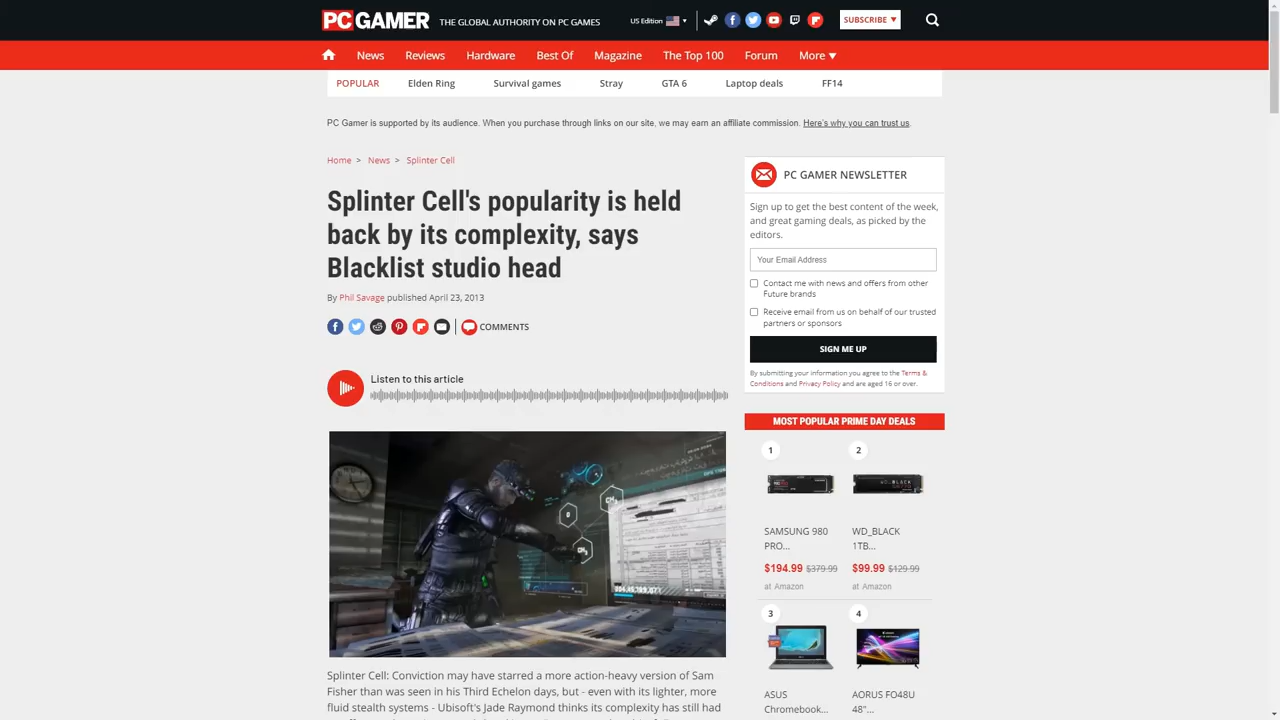 PC GAMER THE GLOBAL AUTHORITY ON PC GAMES
US Edition
SUBSCRIBE
News Reviews Hardware Best Of Magazine The Top 100 Forum More
POPULAR Elden Ring Survival games Stray GTA 6 Laptop deals FF14
PC Gamer is supported by its audience. When you purchase through links on our site, we may earn an affiliate commission. Here's why you can trust us.
Home > News > Splinter Cell
Splinter Cell's popularity is held
back by its complexity, says
Blacklist studio head
By Phil Savage published April 23, 2013
COMMENTS
Listen to this article
Splinter Cell: Conviction may have starred a more action-heavy version of Sam
Fisher than was seen in his Third Echelon days, but - even with its lighter, more
fluid stealth systems - Ubisoft's Jade Raymond thinks its complexity has still had
PC GAMER NEWSLETTER
Sign up to get the best content of the week,
and great gaming deals, as picked by the
editors.
Your Email Address
Contact me with news and offers from other
Future brands
Receive email from us on behalf of our trusted
partners or sponsors
SIGN ME UP
By submitting your information you agree to the Terms &
Conditions and Privacy Policy and are aged 16 or over.
MOST POPULAR PRIME DAY DEALS
1
SAMSUNG 980
PRO...
$194.99 $379.99
at Amazon
2
WD_BLACK
1TB...
$99.99 $129.99
at Amazon
3
ASUS
Chromebook...
4
AORUS FO48U
48"...